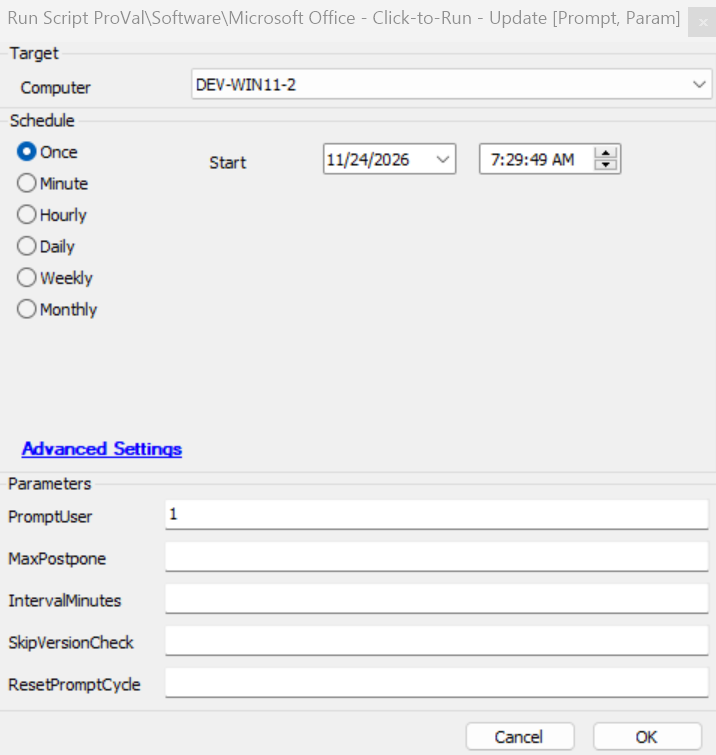 Run Script ProVal\Software\Microsoft Office - Click-to-Run - Update [Prompt, Param] ×
Target
Computer DEV-WIN11-2
Schedule
Once
Start 11/24/2026 7:29:49 AM
Minute
Hourly
Daily
Weekly
Monthly
Advanced Settings
Parameters
PromptUser 1
MaxPostpone
IntervalMinutes
SkipVersionCheck
ResetPromptCycle
Cancel OK